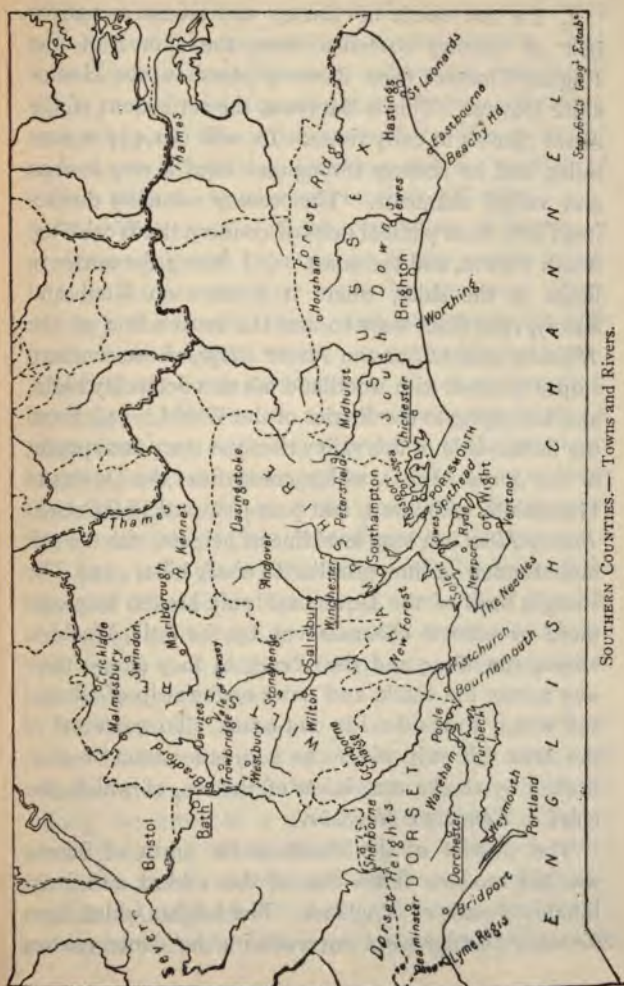 Thames
Thames
Cricklade
Malmesbury
Swindon
Bristol
Severn
Marlborough
Kennet
Bath
Bradford
Devizes
Vale of Pewsey
Trowbridge
Westbury
Stonehenge
WILTSHIRE
Wilton
Salisbury
Andover
Basingstoke
HAMPSHIRE
Winchester
Petersfield
Midhurst
Horsham
Forest Ridge
SUSSEX
South Downs
Lewes
Hastings
St Leonards
Eastbourne
Beachy Hd.
Brighton
Worthing
Chichester
Portsea
Gosport
PORTSMOUTH
Spithead
Southampton
New Forest
Cowes
Solent
Ryde
Newport
I. of Wight
Ventnor
The Needles
Cranborne
Chase
Christchurch
Bournemouth
Poole
Wareham
Purbeck
Sherborne
Dorset Heights
DORSET
Beaminster
Dorchester
Weymouth
Portland
Bridport
Lyme Regis
ENGLISH CHANNEL
Stanford's Geogl. Estabt.
SOUTHERN COUNTIES.— Towns and Rivers.